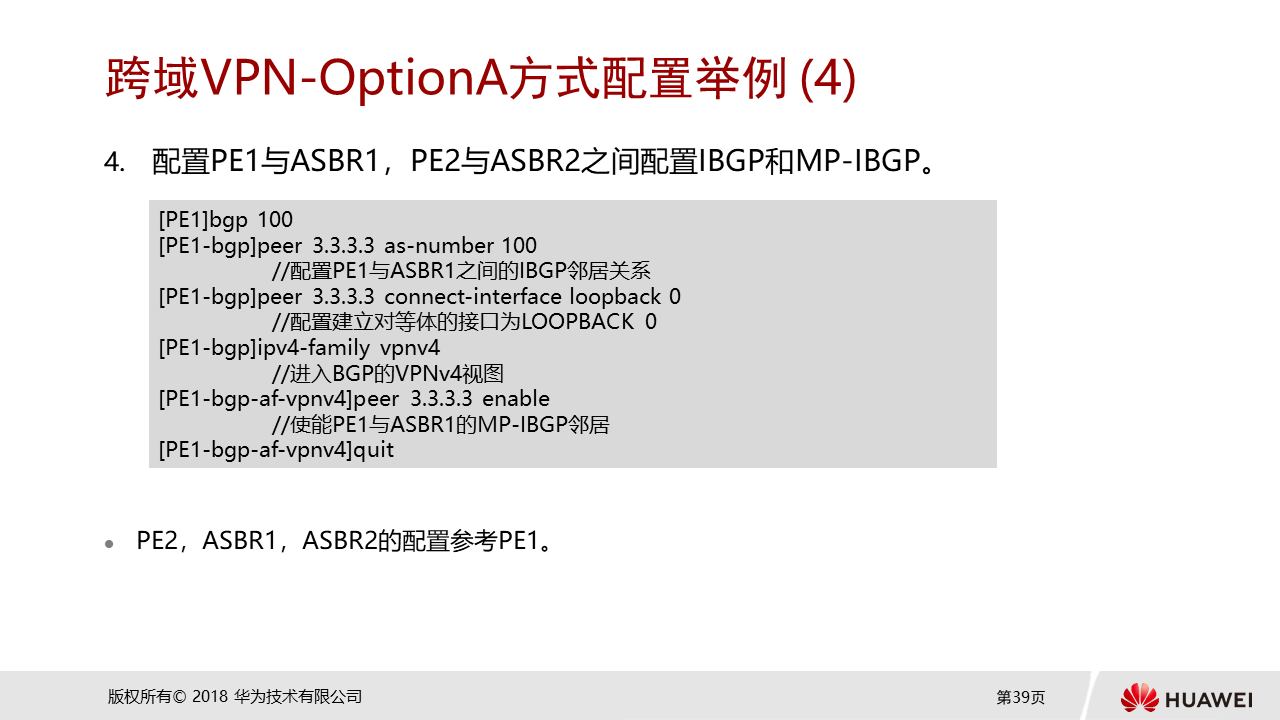 跨域VPN-OptionA方式配置举例 (4)
4. 配置PE1与ASBR1，PE2与ASBR2之间配置IBGP和MP-IBGP。
[PE1]bgp 100
[PE1-bgp]peer 3.3.3.3 as-number 100
//配置PE1与ASBR1之间的IBGP邻居关系
[PE1-bgp]peer 3.3.3.3 connect-interface loopback 0
//配置建立对等体的接口为LOOPBACK 0
[PE1-bgp]ipv4-family vpnv4
//进入BGP的VPNv4视图
[PE1-bgp-af-vpnv4]peer 3.3.3.3 enable
//使能PE1与ASBR1的MP-IBGP邻居
[PE1-bgp-af-vpnv4]quit
● PE2，ASBR1，ASBR2的配置参考PE1。
版权所有© 2018 华为技术有限公司
第39页
HUAWEI